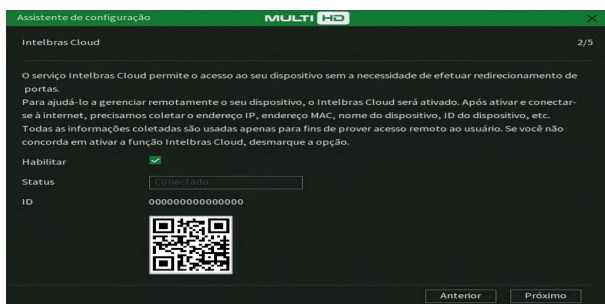 Assistente de configuração
MULTI HD
Intelbras Cloud
2/5
O serviço Intelbras Cloud permite o acesso ao seu dispositivo sem a necessidade de efetuar redirecionamento de
portas.
Para ajudá-lo a gerenciar remotamente o seu dispositivo, o Intelbras Cloud será ativado. Após ativar e conectar-
se à internet, precisamos coletar o endereço IP, endereço MAC, nome do dispositivo, ID do dispositivo, etc.
Todas as informações coletadas são usadas apenas para fins de prover acesso remoto ao usuário. Se você não
concorda em ativar a função Intelbras Cloud, desmarque a opção.
Habilitar
Status Conectado
ID 000000000000000
Anterior Próximo